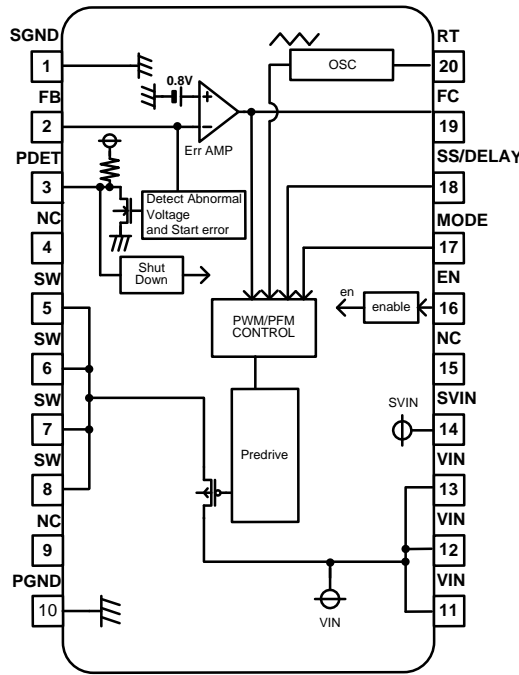 SGND
1
FB
2
PDET
3
NC
4
SW
5
SW
6
SW
7
SW
8
NC
9
PGND
10
0.8V
+
−
Err AMP
Detect Abnormal
Voltage
and Start error
Shut
Down
OSC
PWM/PFM
CONTROL
Predrive
en
enable
SVIN
VIN
RT
20
FC
19
SS/DELAY
18
MODE
17
EN
16
NC
15
SVIN
14
VIN
13
VIN
12
VIN
11